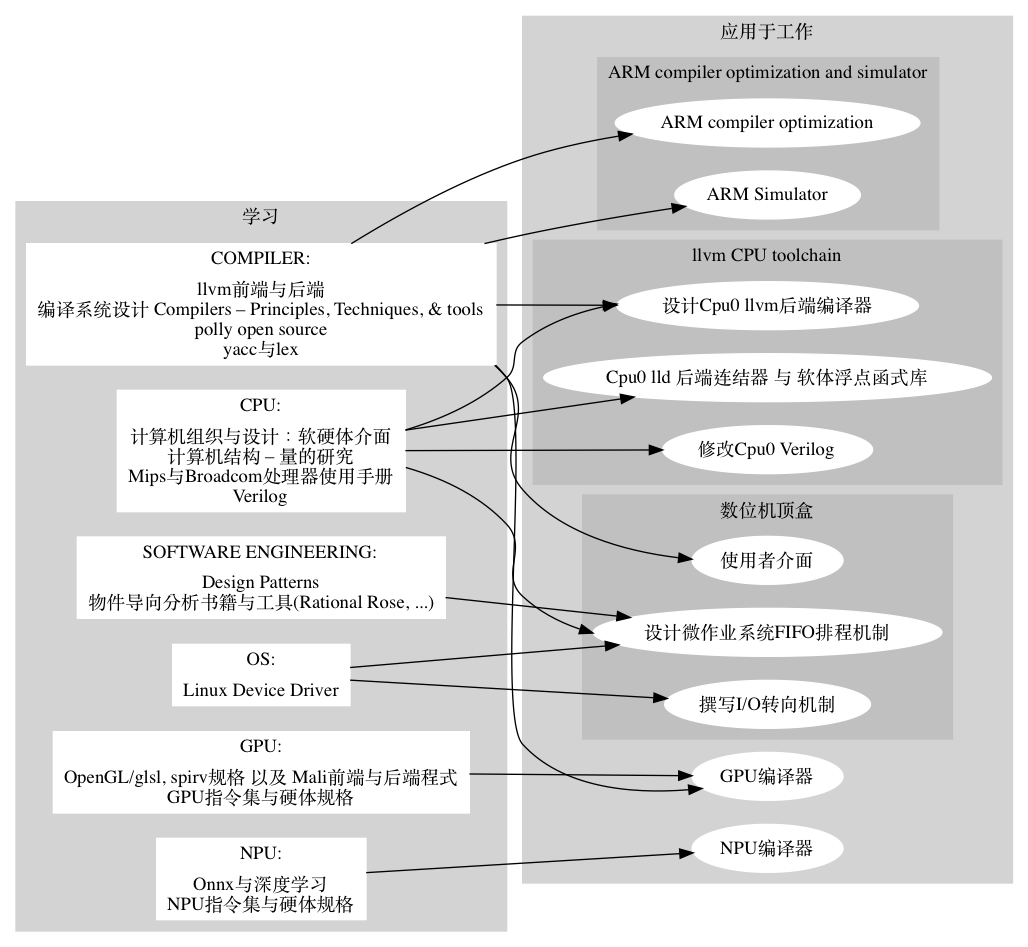 学习
COMPILER:
llvm前端与后端
编译系统设计 Compilers – Principles, Techniques, & tools
polly open source
yacc与lex
CPU:
计算机组织与设计：软硬体介面
计算机结构 – 量的研究
Mips与Broadcom处理器使用手册
Verilog
SOFTWARE ENGINEERING:
Design Patterns
物件导向分析书籍与工具(Rational Rose, ...)
OS:
Linux Device Driver
GPU:
OpenGL/glsl, spirv规格 以及 Mali前端与后端程式
GPU指令集与硬体规格
NPU:
Onnx与深度学习
NPU指令集与硬体规格
应用于工作
ARM compiler optimization and simulator
ARM compiler optimization
ARM Simulator
llvm CPU toolchain
设计Cpu0 llvm后端编译器
Cpu0 lld 后端连结器 与 软体浮点函式库
修改Cpu0 Verilog
数位机顶盒
使用者介面
设计微作业系统FIFO排程机制
撰写I/O转向机制
GPU编译器
NPU编译器